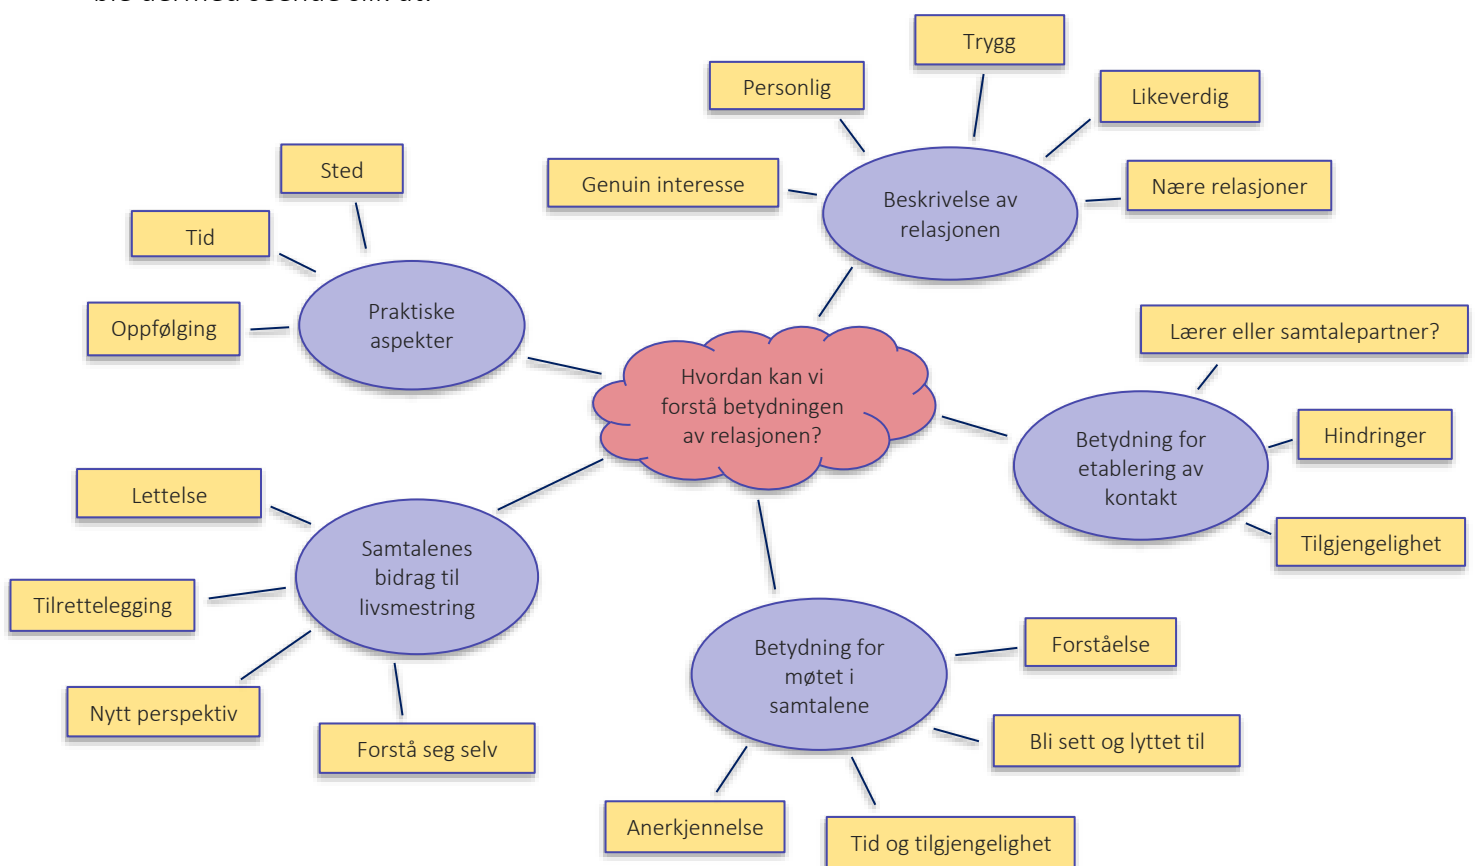 Trygg
Personlig
Likeverdig
Sted
Genuin interesse
Nære relasjoner
Beskrivelse av
relasjonen
Tid
Praktiske
aspekter
Oppfølging
Lærer eller samtalepartner?
Hvordan kan vi
forstå betydningen
av relasjonen?
Betydning for
etablering av
kontakt
Hindringer
Tilgjengelighet
Lettelse
Samtalenes
bidrag til
livsmestring
Tilrettelegging
Nytt perspektiv
Forstå seg selv
Betydning for
møtet i
samtalene
Forståelse
Bli sett og lyttet til
Anerkjennelse
Tid og tilgjengelighet